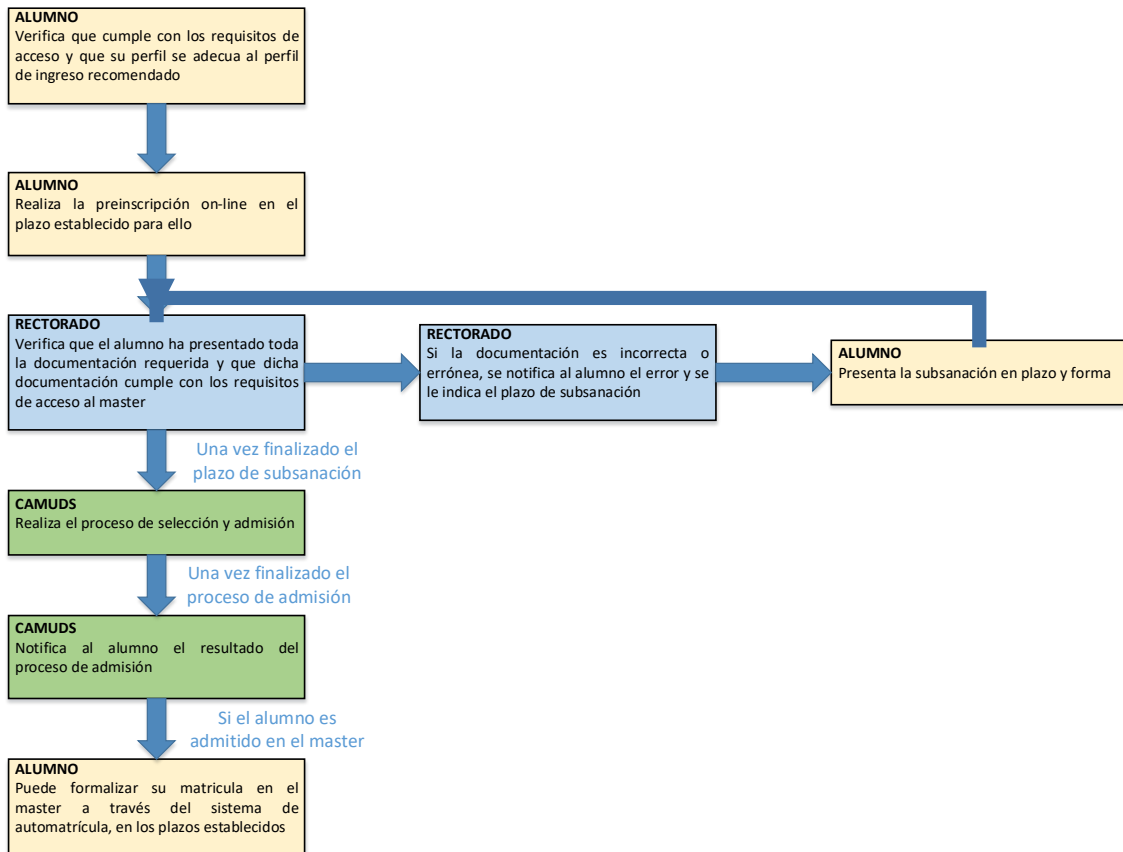 ALUMNO
Verifica que cumple con los requisitos de
acceso y que su perfil se adecua al perfil
de ingreso recomendado
ALUMNO
Realiza la preinscripción on-line en el
plazo establecido para ello
RECTORADO
Verifica que el alumno ha presentado toda
la documentación requerida y que dicha
documentación cumple con los requisitos
de acceso al master
RECTORADO
Si la documentación es incorrecta o
errónea, se notifica al alumno el error y se
le indica el plazo de subsanación
ALUMNO
Presenta la subsanación en plazo y forma
Una vez finalizado el
plazo de subsanación
CAMUDS
Realiza el proceso de selección y admisión
Una vez finalizado el
proceso de admisión
CAMUDS
Notifica al alumno el resultado del
proceso de admisión
Si el alumno es
admitido en el master
ALUMNO
Puede formalizar su matricula en el
master a través del sistema de
automatrícula, en los plazos establecidos